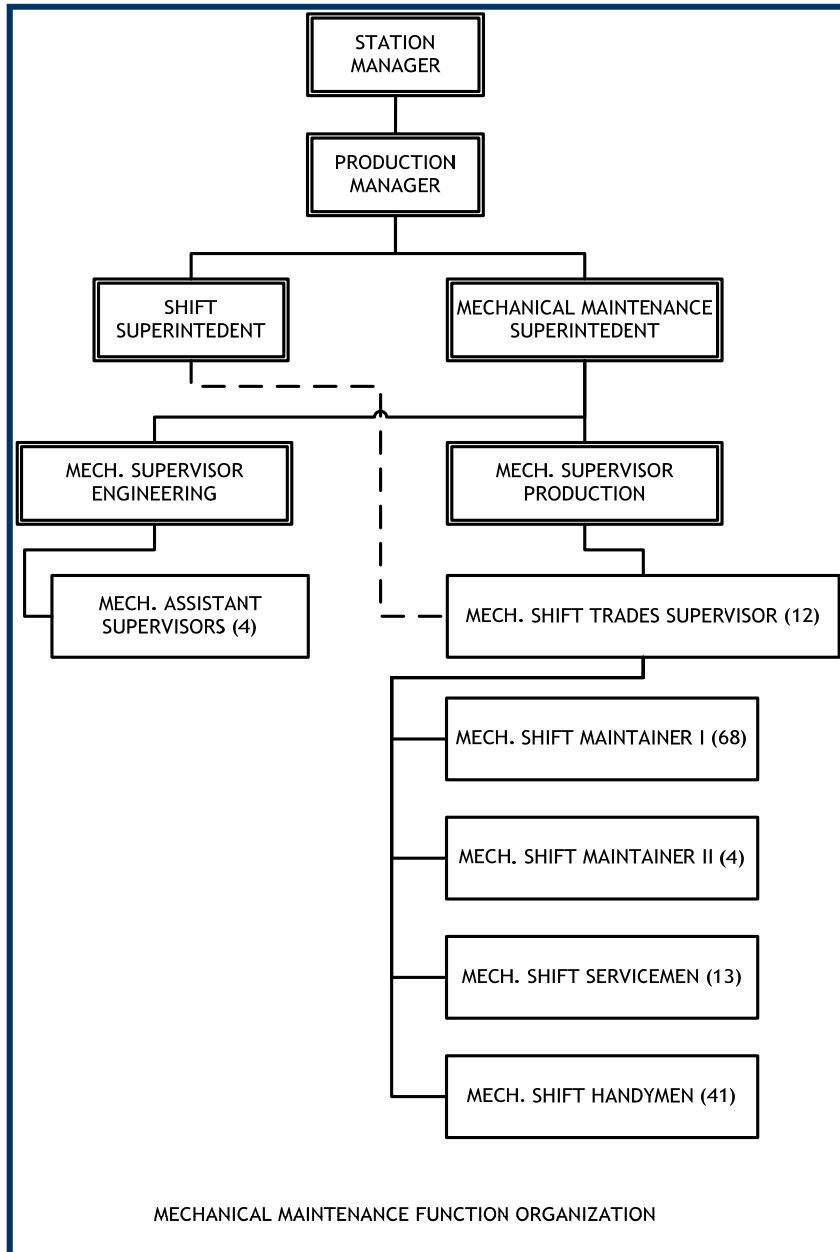 STATION
MANAGER
PRODUCTION
MANAGER
SHIFT
SUPERINTEDENT
MECHANICAL MAINTENANCE
SUPERINTEDENT
MECH. SUPERVISOR
ENGINEERING
MECH. SUPERVISOR
PRODUCTION
MECH. ASSISTANT
SUPERVISORS (4)
MECH. SHIFT TRADES SUPERVISOR (12)
MECH. SHIFT MAINTAINER I (68)
MECH. SHIFT MAINTAINER II (4)
MECH. SHIFT SERVICEMEN (13)
MECH. SHIFT HANDYMEN (41)
MECHANICAL MAINTENANCE FUNCTION ORGANIZATION